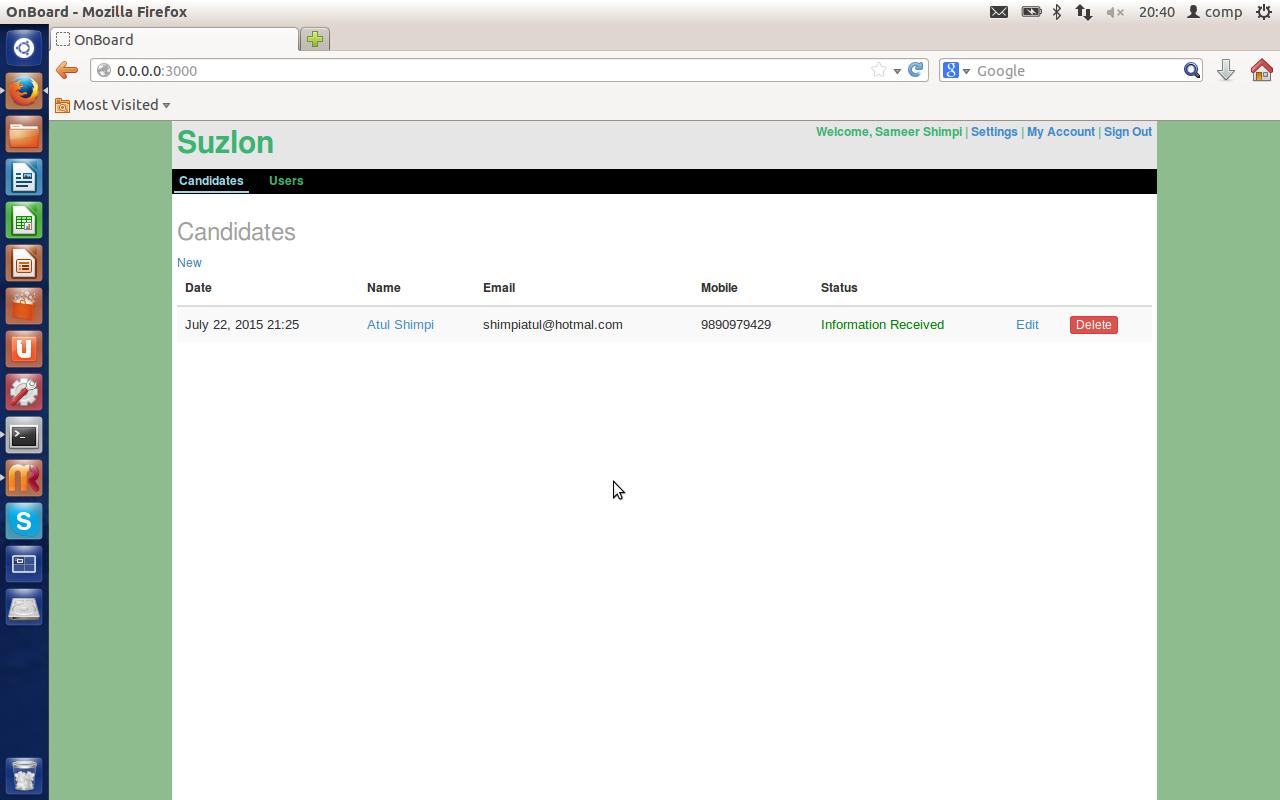 OnBoard - Mozilla Firefox
20:40 comp
OnBoard
0.0.0.0:3000
8 Google
Most Visited
Suzlon
Welcome, Sameer Shimpi | Settings | My Account | Sign Out
Candidates Users
Candidates
New
Date Name Email Mobile Status
July 22, 2015 21:25 Atul Shimpi shimpiatul@hotmal.com 9890979429 Information Received Edit Delete